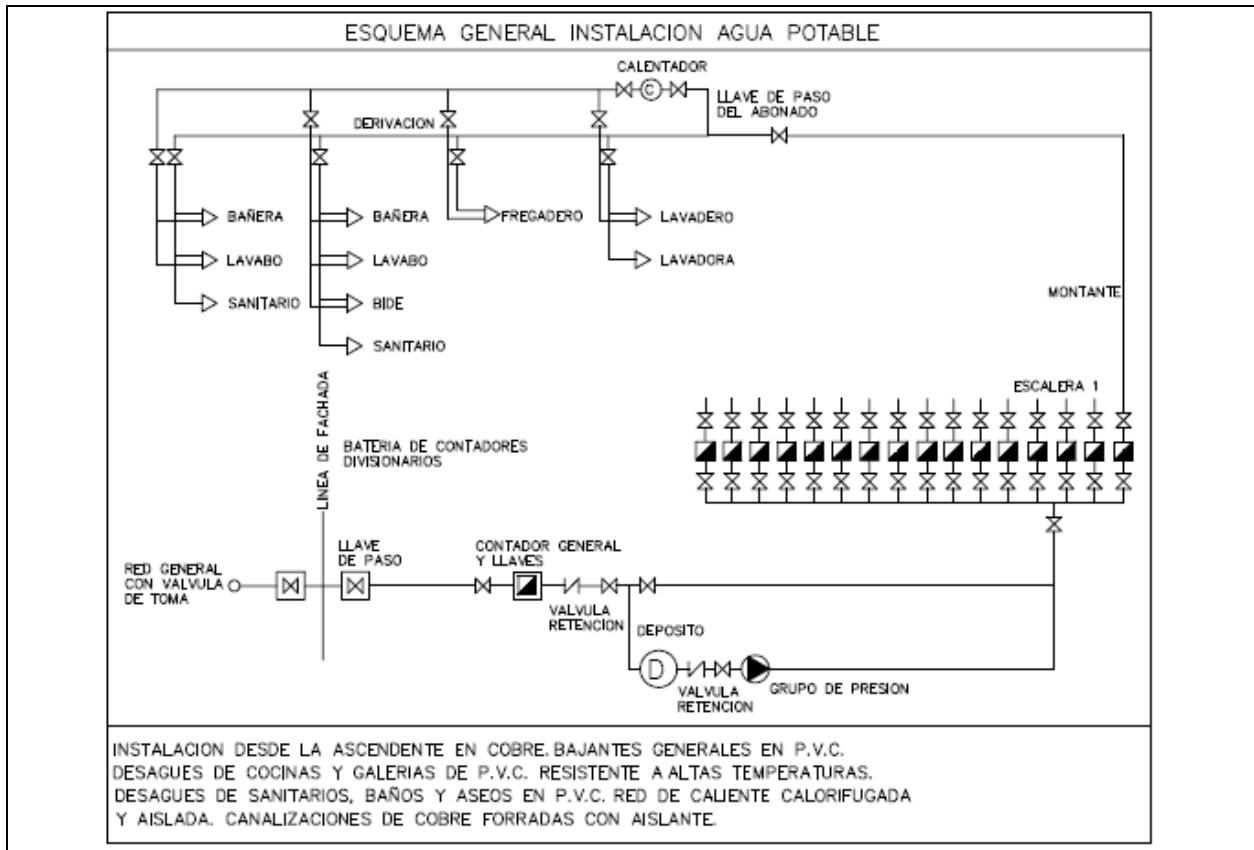 ESQUEMA GENERAL INSTALACION AGUA POTABLE
CALENTADOR
C
LLAVE DE PASO
DEL ABONADO
DERIVACION
BAÑERA
BAÑERA
FREGADERO
LAVADERO
LAVABO
LAVABO
LAVADORA
SANITARIO
BIDE
MONTANTE
SANITARIO
LINEA DE FACHADA
ESCALERA 1
BATERIA DE CONTADORES
DIVISIONARIOS
RED GENERAL
CON VALVULA
DE TOMA
LLAVE
DE PASO
CONTADOR GENERAL
Y LLAVES
VALVULA
RETENCION
DEPOSITO
D
VALVULA
RETENCION
GRUPO DE PRESION
INSTALACION DESDE LA ASCENDENTE EN COBRE. BAJANTES GENERALES EN P.V.C.
DESAGUES DE COCINAS Y GALERIAS DE P.V.C. RESISTENTE A ALTAS TEMPERATURAS.
DESAGUES DE SANITARIOS, BAÑOS Y ASEOS EN P.V.C. RED DE CALIENTE CALORIFUGADA
Y AISLADA. CANALIZACIONES DE COBRE FORRADAS CON AISLANTE.